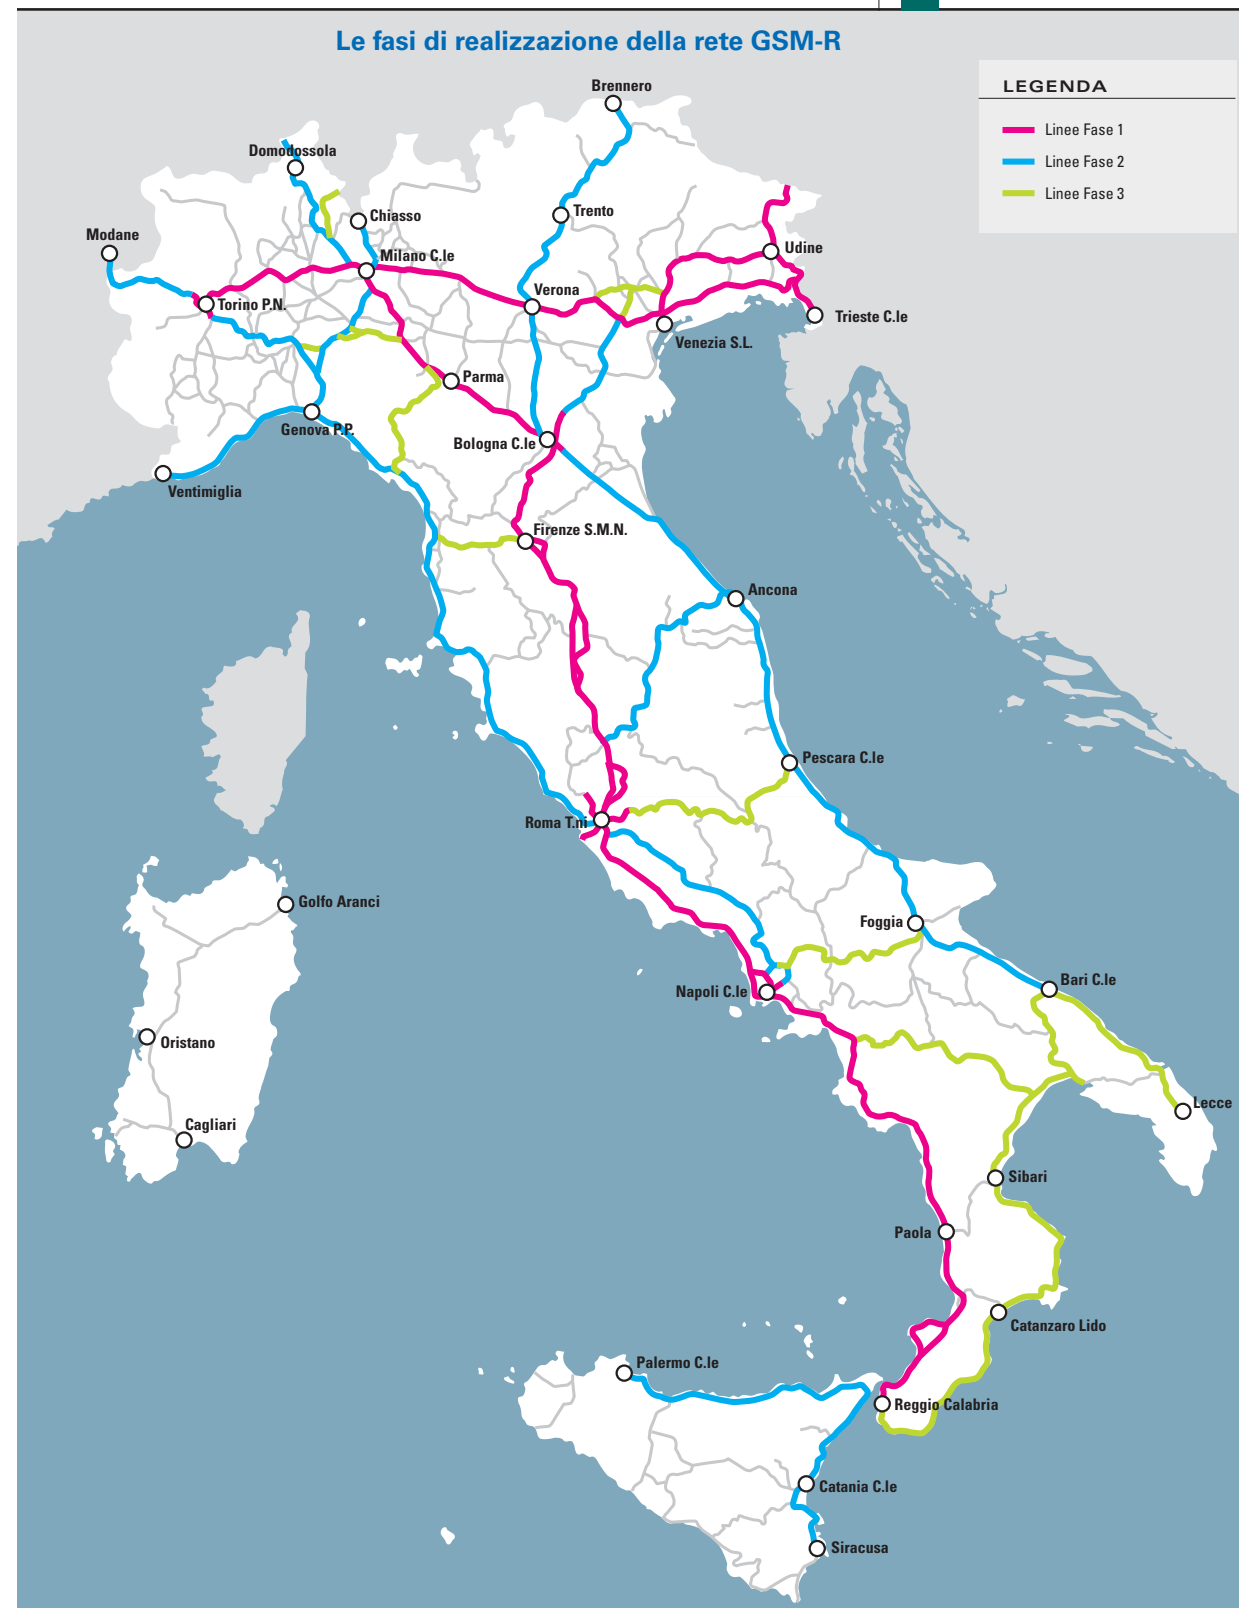 Le fasi di realizzazione della rete GSM-R
LEGENDA
Linee Fase 1
Linee Fase 2
Linee Fase 3
Brennero
Domodossola
Trento
Chiasso
Modane
Udine
Milano C.le
Verona
Torino P.N.
Trieste C.le
Venezia S.L.
Parma
Genova P.P.
Bologna C.le
Ventimiglia
Firenze S.M.N.
Ancona
Pescara C.le
Roma T.ni
Golfo Aranci
Foggia
Bari C.le
Napoli C.le
Oristano
Lecce
Cagliari
Sibari
Paola
Catanzaro Lido
Palermo C.le
Reggio Calabria
Catania C.le
Siracusa